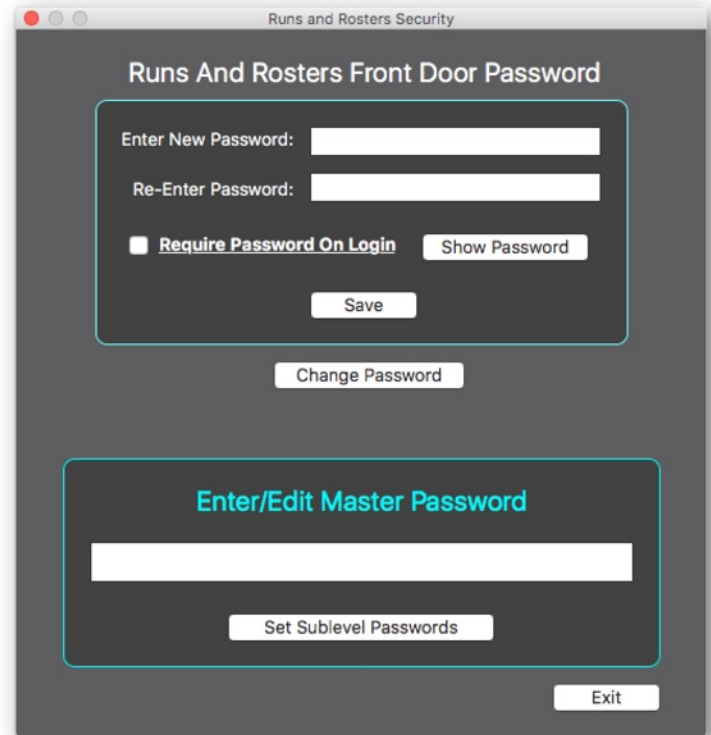 Runs and Rosters Security
Runs And Rosters Front Door Password
Enter New Password:
Re-Enter Password:
Require Password On Login
Show Password
Save
Change Password
Enter/Edit Master Password
Set Sublevel Passwords
Exit